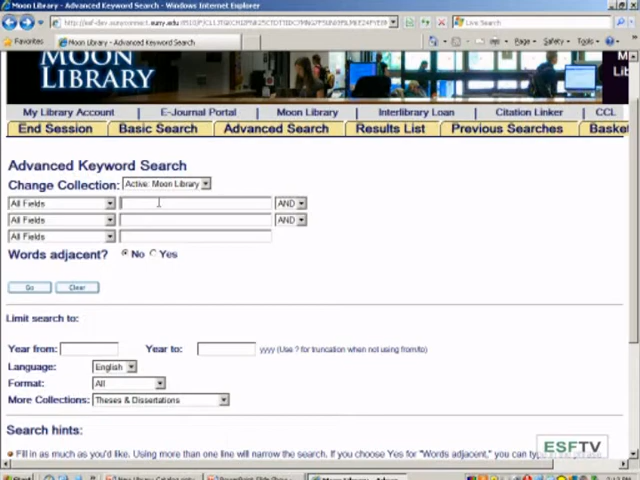 Moon Library - Advanced Keyword Search - Windows Internet Explorer
Live Search
Favorites Moon Library - Advanced Keyword Search Page Safety Tools
MOON
LIBRARY
My Library Account | E-Journal Portal | Moon Library | Interlibrary Loan | Citation Linker | CCL
End Session Basic Search Advanced Search Results List Previous Searches Basket
Advanced Keyword Search
Change Collection: Active: Moon Library
All Fields AND
All Fields AND
All Fields
Words adjacent? No Yes
Go Clear
Limit search to:
Year from: Year to: yyyy (Use ? for truncation when not using from/to)
Language: English
Format: All
More Collections: Theses & Dissertations
Search hints:
Fill in as much as you'd like. Using more than one line will narrow the search. If you choose Yes for "Words adjacent", you can
ESFTV